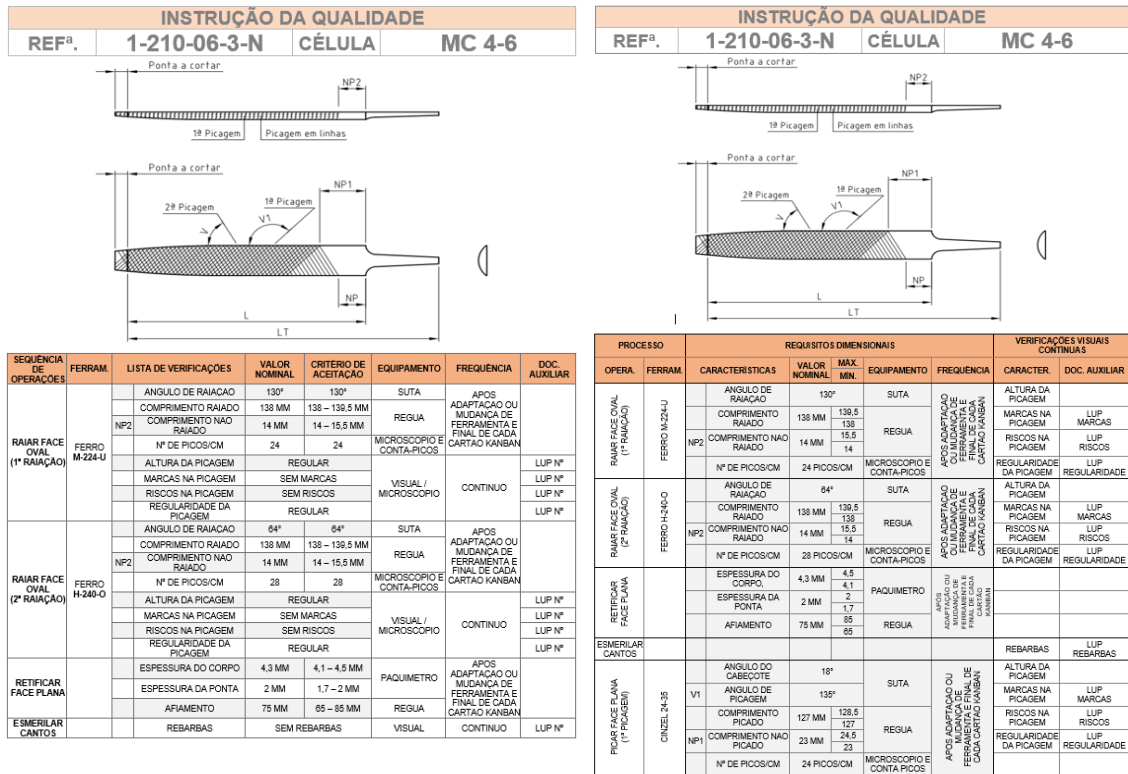 INSTRUÇÃO DA QUALIDADE
REFª. 1-210-06-3-N CÉLULA MC 4-6
Ponta a cortar
NP2
1ª Picagem Picagem em linhas
Ponta a cortar
NP1
2ª Picagem 1ª Picagem
V V1
NP
L
LT
SEQUÊNCIA DE OPERAÇÕES FERRAM. LISTA DE VERIFICAÇÕES VALOR NOMINAL CRITÉRIO DE ACEITAÇÃO EQUIPAMENTO FREQUÊNCIA DOC. AUXILIAR
RAIAR FACE OVAL (1ª RAIAÇÃO) FERRO M-224-U
ANGULO DE RAIAÇAO 130° 130° SUTA
COMPRIMENTO RAIADO 138 MM 138 – 139,5 MM REGUA
NP2 COMPRIMENTO NAO RAIADO 14 MM 14 – 15,5 MM
Nº DE PICOS/CM 24 24 MICROSCOPIO E CONTA-PICOS
APOS ADAPTAÇAO OU MUDANÇA DE FERRAMENTA E FINAL DE CADA CARTAO KANBAN
ALTURA DA PICAGEM REGULAR LUP Nº
MARCAS NA PICAGEM SEM MARCAS VISUAL / MICROSCOPIO CONTINUO LUP Nº
RISCOS NA PICAGEM SEM RISCOS LUP Nº
REGULARIDADE DA PICAGEM REGULAR LUP Nº
RAIAR FACE OVAL (2ª RAIAÇÃO) FERRO H-240-O
ANGULO DE RAIAÇAO 64° 64° SUTA
COMPRIMENTO RAIADO 138 MM 138 – 139,5 MM REGUA
NP2 COMPRIMENTO NAO RAIADO 14 MM 14 – 15,5 MM
Nº DE PICOS/CM 28 28 MICROSCOPIO E CONTA-PICOS
APOS ADAPTAÇAO OU MUDANÇA DE FERRAMENTA E FINAL DE CADA CARTAO KANBAN
ALTURA DA PICAGEM REGULAR LUP Nº
MARCAS NA PICAGEM SEM MARCAS VISUAL / MICROSCOPIO CONTINUO LUP Nº
RISCOS NA PICAGEM SEM RISCOS LUP Nº
REGULARIDADE DA PICAGEM REGULAR LUP Nº
RETIFICAR FACE PLANA
ESPESSURA DO CORPO 4,3 MM 4,1 – 4,5 MM PAQUIMETRO
ESPESSURA DA PONTA 2 MM 1,7 – 2 MM
AFIAMENTO 75 MM 65 – 85 MM REGUA
APOS ADAPTAÇAO OU MUDANÇA DE FERRAMENTA E FINAL DE CADA CARTAO KANBAN
ESMERILAR CANTOS REBARBAS SEM REBARBAS VISUAL CONTINUO LUP Nº
INSTRUÇÃO DA QUALIDADE
REFª. 1-210-06-3-N CÉLULA MC 4-6
Ponta a cortar
NP2
1ª Picagem Picagem em linhas
Ponta a cortar
NP1
2ª Picagem 1ª Picagem
V V1
NP
L
LT
PROCESSO REQUISITOS DIMENSIONAIS VERIFICAÇÕES VISUAIS CONTÍNUAS
OPERA. FERRAM. CARACTERÍSTICAS VALOR NOMINAL MAX. MÍN. EQUIPAMENTO FREQUÊNCIA CARACTER. DOC. AUXILIAR
RAIAR FACE OVAL (1ª RAIAÇÃO) FERRO M-224-U
ANGULO DE RAIAÇAO 130° SUTA ALTURA DA PICAGEM
COMPRIMENTO RAIADO 138 MM 139,5 138 REGUA MARCAS NA PICAGEM LUP MARCAS
NP2 COMPRIMENTO NAO RAIADO 14 MM 15,5 14 RISCOS NA PICAGEM LUP RISCOS
Nº DE PICOS/CM 24 PICOS/CM MICROSCOPIO E CONTA-PICOS REGULARIDADE DA PICAGEM LUP REGULARIDADE
APOS ADAPTAÇAO OU MUDANÇA DE FERRAMENTA E FINAL DE CADA CARTAO KANBAN
RAIAR FACE OVAL (2ª RAIAÇÃO) FERRO H-240-O
ANGULO DE RAIAÇAO 64° SUTA ALTURA DA PICAGEM
COMPRIMENTO RAIADO 138 MM 139,5 138 REGUA MARCAS NA PICAGEM LUP MARCAS
NP2 COMPRIMENTO NAO RAIADO 14 MM 15,5 14 RISCOS NA PICAGEM LUP RISCOS
Nº DE PICOS/CM 28 PICOS/CM MICROSCOPIO E CONTA-PICOS REGULARIDADE DA PICAGEM LUP REGULARIDADE
APOS ADAPTAÇAO OU MUDANÇA DE FERRAMENTA E FINAL DE CADA CARTAO KANBAN
RETIFICAR FACE PLANA
ESPESSURA DO CORPO, 4,3 MM 4,5 4,1 PAQUIMETRO
ESPESSURA DA PONTA 2 MM 2 1,7
AFIAMENTO 75 MM 85 65 REGUA
APÓS ADAPTAÇÃO OU MUDANÇA DE FERRAMENTA E FINAL DE CADA CARTÃO KANBAN
ESMERILAR CANTOS REBARBAS LUP REBARBAS
PICAR FACE PLANA (1ª PICAGEM) CINZEL 24-35
ANGULO DO CABEÇOTE 18° SUTA ALTURA DA PICAGEM
V1 ANGULO DE PICAGEM 135° MARCAS NA PICAGEM LUP MARCAS
COMPRIMENTO PICADO 127 MM 128,5 127 REGUA RISCOS NA PICAGEM LUP RISCOS
NP1 COMPRIMENTO NAO PICADO 23 MM 24,5 23 REGULARIDADE DA PICAGEM LUP REGULARIDADE
Nº DE PICOS/CM 24 PICOS/CM MICROSCOPIO E CONTA PICOS
APOS ADAPTAÇAO OU MUDANÇA DE FERRAMENTA E FINAL DE CADA CARTAO KANBAN